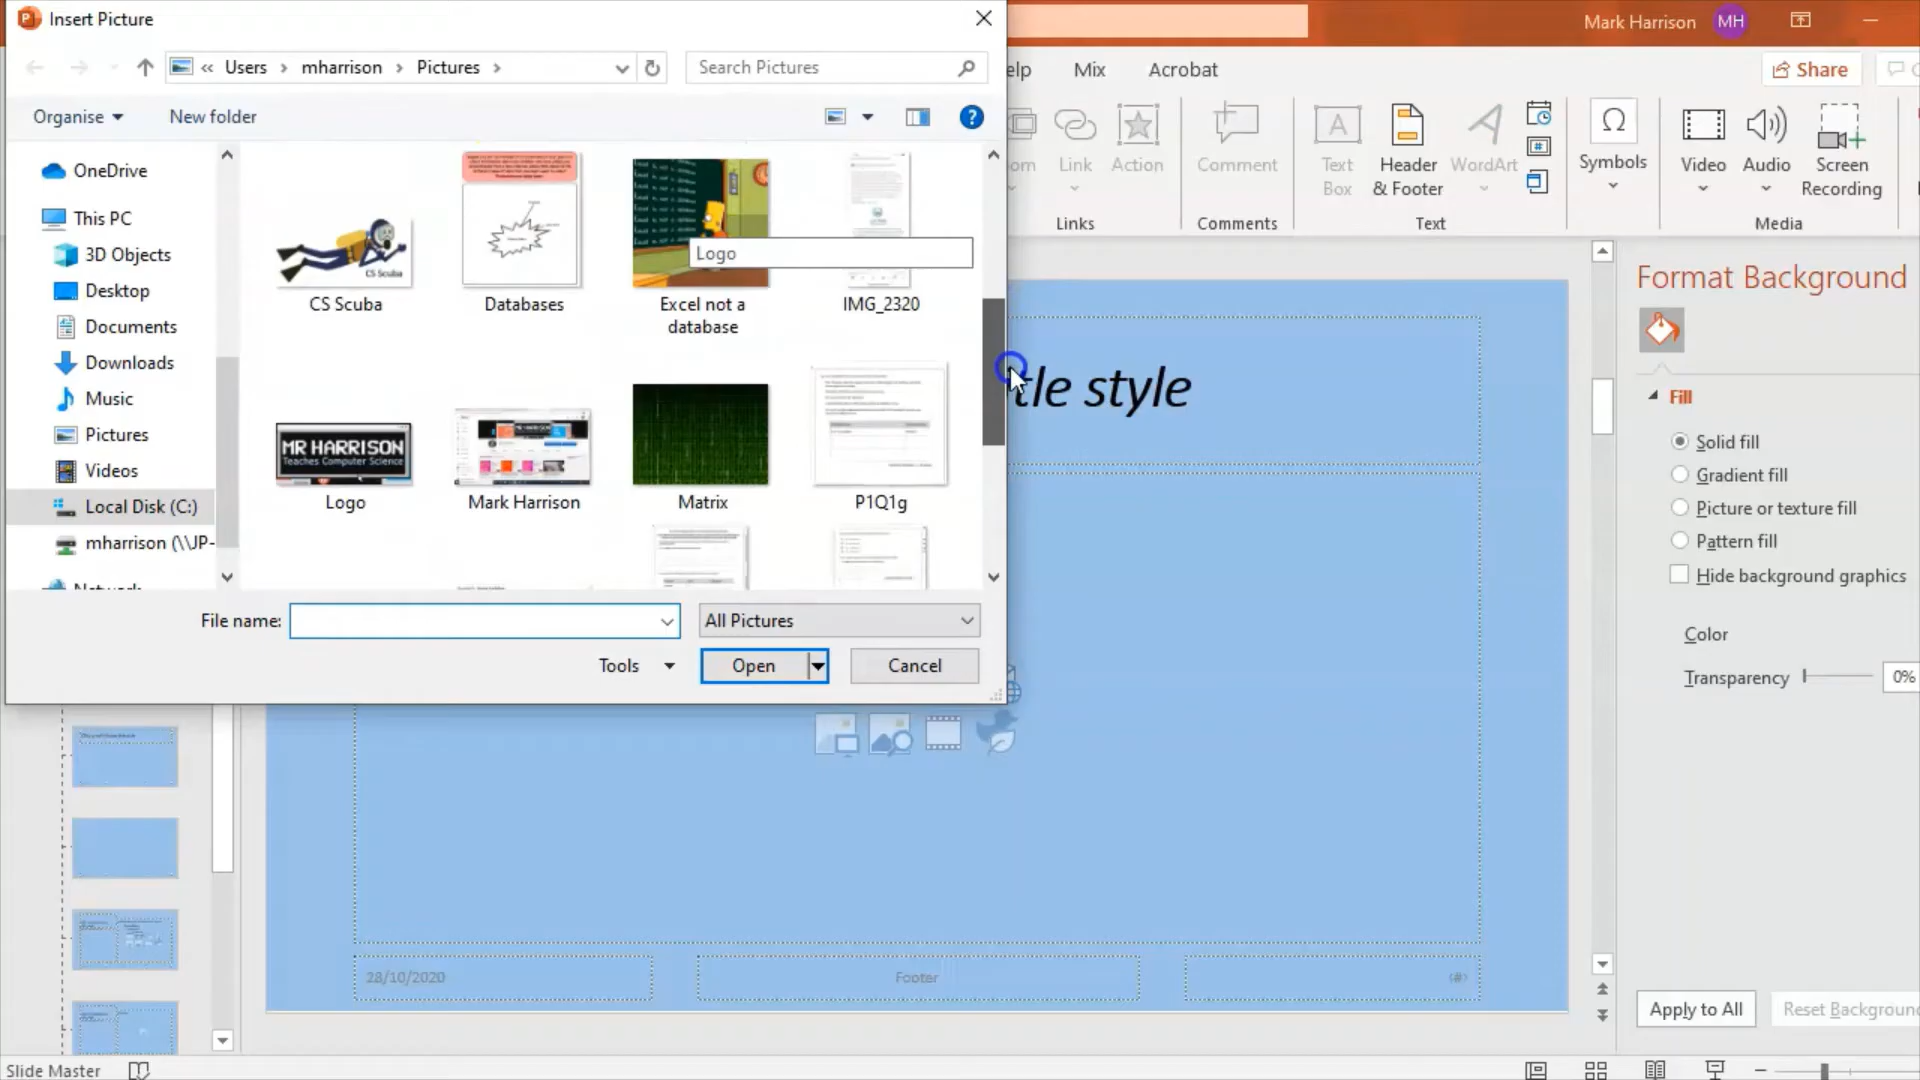 Insert Picture
Mark Harrison MH
« Users › mharrison › Pictures ›
Search Pictures
elp Mix Acrobat
Share
Organise New folder
OneDrive
This PC
3D Objects
Desktop
Documents
Downloads
Music
Pictures
Videos
Local Disk (C:)
mharrison (\\JP-
CS Scuba
CS Scuba
Databases
Excel not a
database
IMG_2320
Logo
MR HARRISON
Teaches Computer Science
Logo
Mark Harrison
Matrix
P1Q1g
File name:
All Pictures
Tools
Open
Cancel
Link
Action
Comment
Text
Box
Header
& Footer
WordArt
Symbols
Video
Audio
Screen
Recording
Links
Comments
Text
Media
tle style
28/10/2020
Footer
‹#›
Format Background
Fill
Solid fill
Gradient fill
Picture or texture fill
Pattern fill
Hide background graphics
Color
Transparency
0%
Apply to All
Reset Background
Slide Master